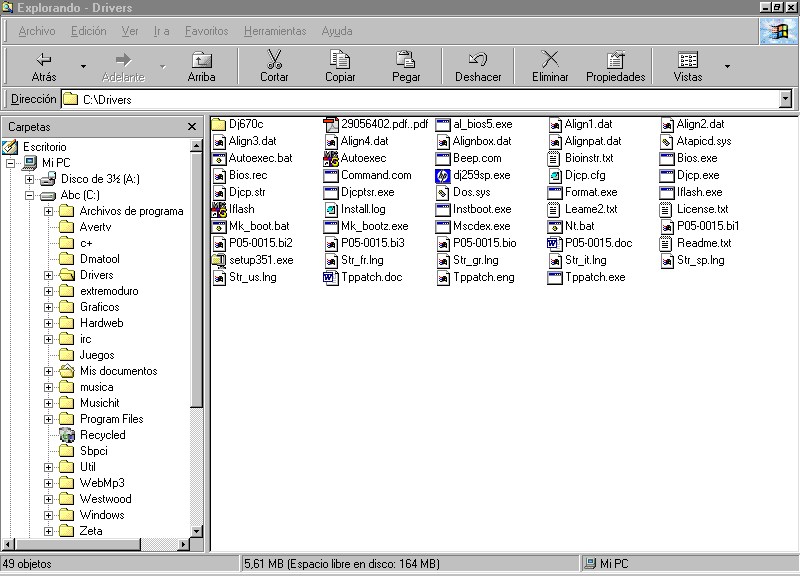 Explorando - Drivers
Archivo Edición Ver Ir a Favoritos Herramientas Ayuda
Atrás Adelante Arriba Cortar Copiar Pegar Deshacer Eliminar Propiedades Vistas
Dirección C:\Drivers
Carpetas
Escritorio
Mi PC
Disco de 3½ (A:)
Abc (C:)
Archivos de programa
Avertv
c+
Dmatool
Drivers
extremoduro
Graficos
Hardweb
irc
Juegos
Mis documentos
musica
Musichit
Program Files
Recycled
Sbpci
Util
WebMp3
Westwood
Windows
Zeta
Dj670c 29056402.pdf..pdf al_bios5.exe Align1.dat Align2.dat
Align3.dat Align4.dat Alignbox.dat Alignpat.dat Atapicd.sys
Autoexec.bat Autoexec Beep.com Bioinstr.txt Bios.exe
Bios.rec Command.com dj259sp.exe Djcp.cfg Djcp.exe
Djcp.str Djcptsr.exe Dos.sys Format.exe Iflash.exe
Iflash Install.log Instboot.exe Leame2.txt License.txt
Mk_boot.bat Mk_bootz.exe Mscdex.exe Nt.bat P05-0015.bi1
P05-0015.bi2 P05-0015.bi3 P05-0015.bio P05-0015.doc Readme.txt
setup351.exe Str_fr.lng Str_gr.lng Str_it.lng Str_sp.lng
Str_us.lng Tppatch.doc Tppatch.eng Tppatch.exe
49 objetos 5,61 MB (Espacio libre en disco: 164 MB) Mi PC